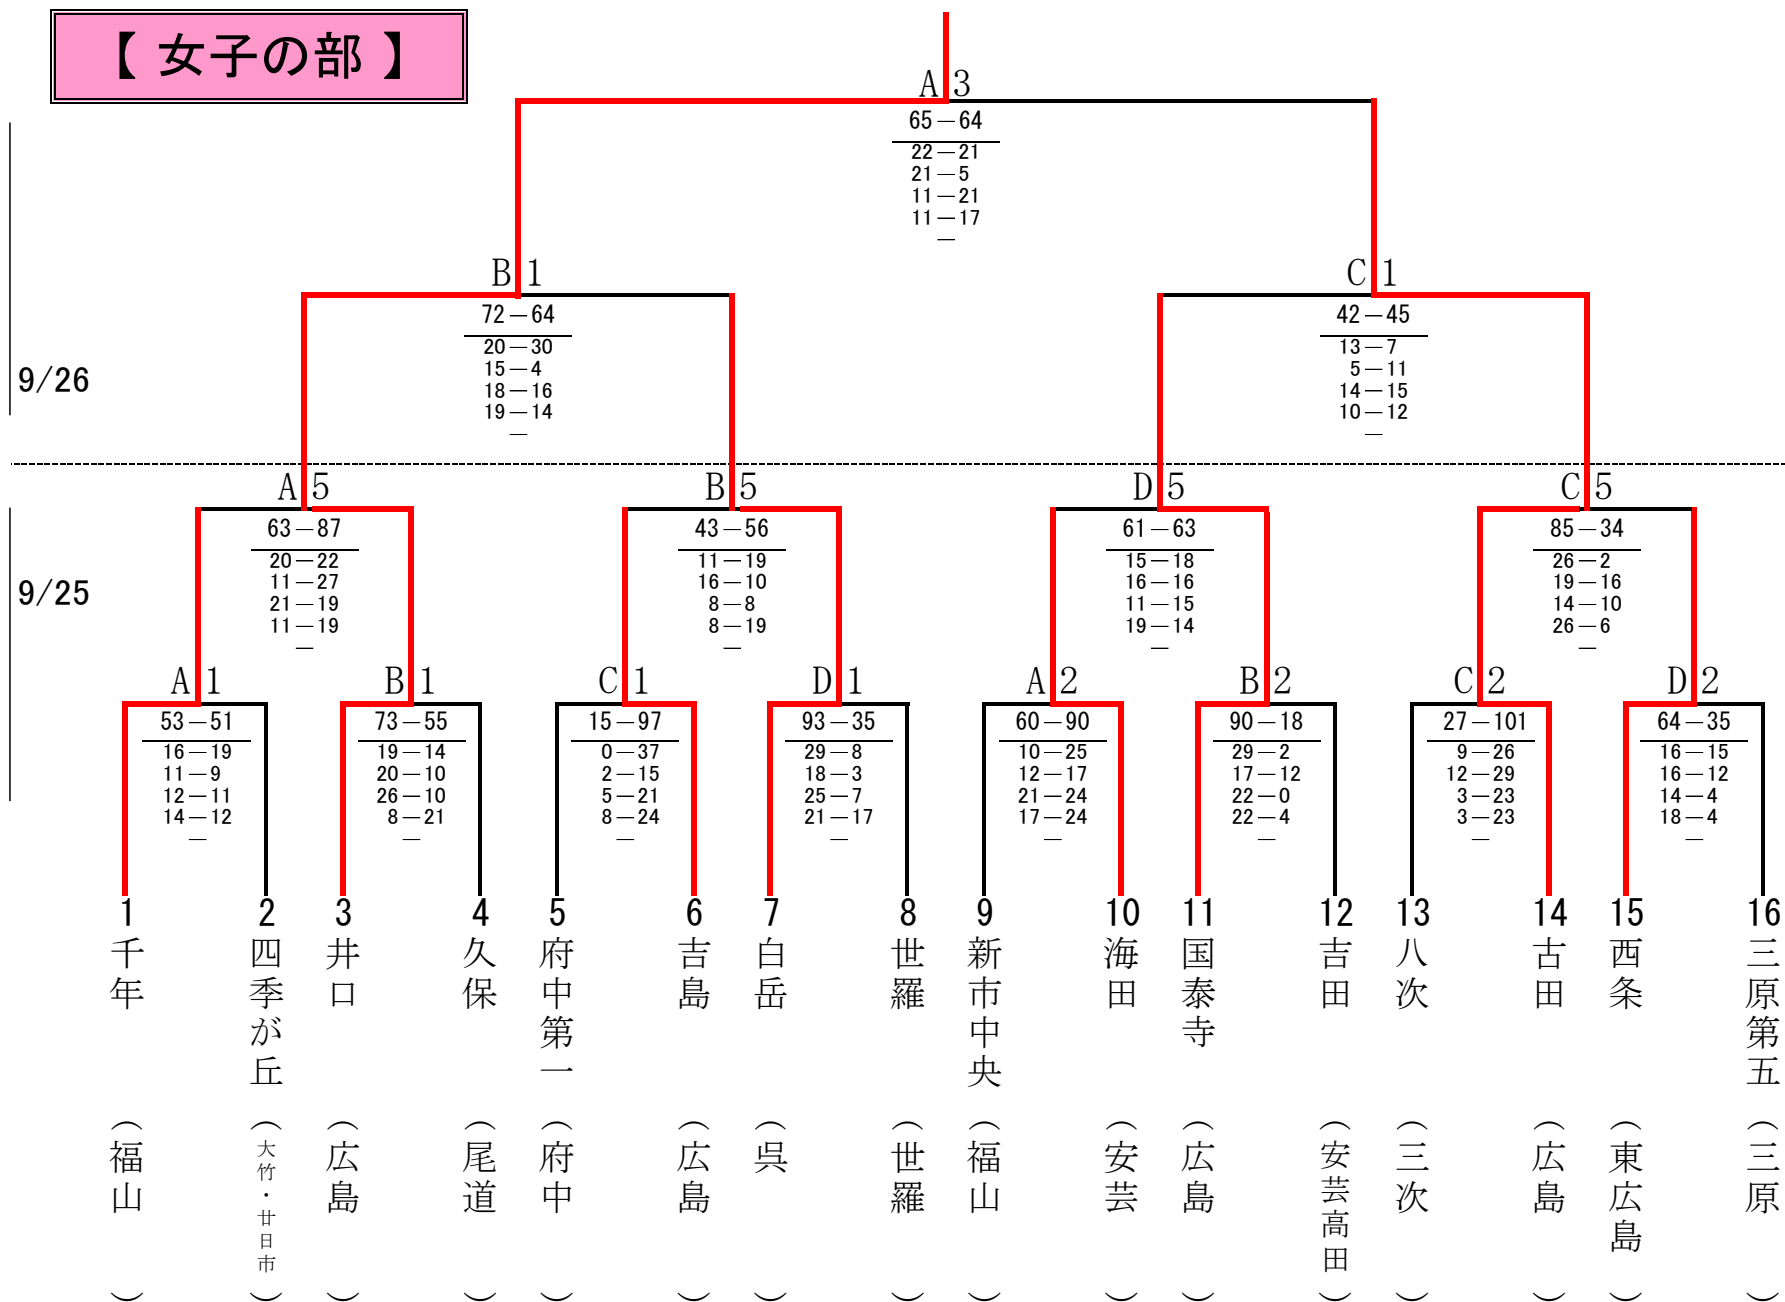 【 女子の部 】
A 3
65－64
22－21
21－5
11－21
11－17
－
B 1
72－64
20－30
15－4
18－16
19－14
－
C 1
42－45
13－7
5－11
14－15
10－12
－
9/26
A 5
63－87
20－22
11－27
21－19
11－19
－
B 5
43－56
11－19
16－10
8－8
8－19
－
D 5
61－63
15－18
16－16
11－15
19－14
－
C 5
85－34
26－2
19－16
14－10
26－6
－
9/25
A 1
53－51
16－19
11－9
12－11
14－12
－
B 1
73－55
19－14
20－10
26－10
8－21
－
C 1
15－97
0－37
2－15
5－21
8－24
－
D 1
93－35
29－8
18－3
25－7
21－17
－
A 2
60－90
10－25
12－17
21－24
17－24
－
B 2
90－18
29－2
17－12
22－0
22－4
－
C 2
27－101
9－26
12－29
3－23
3－23
－
D 2
64－35
16－15
16－12
14－4
18－4
－
1 千年 （福山）
2 四季が丘 （大竹・廿日市）
3 井口 （広島）
4 久保 （尾道）
5 府中第一 （府中）
6 吉島 （広島）
7 白岳 （呉）
8 世羅 （世羅）
9 新市中央 （福山）
10 海田 （安芸）
11 国泰寺 （広島）
12 吉田 （安芸高田）
13 八次 （三次）
14 古田 （広島）
15 西条 （東広島）
16 三原第五 （三原）